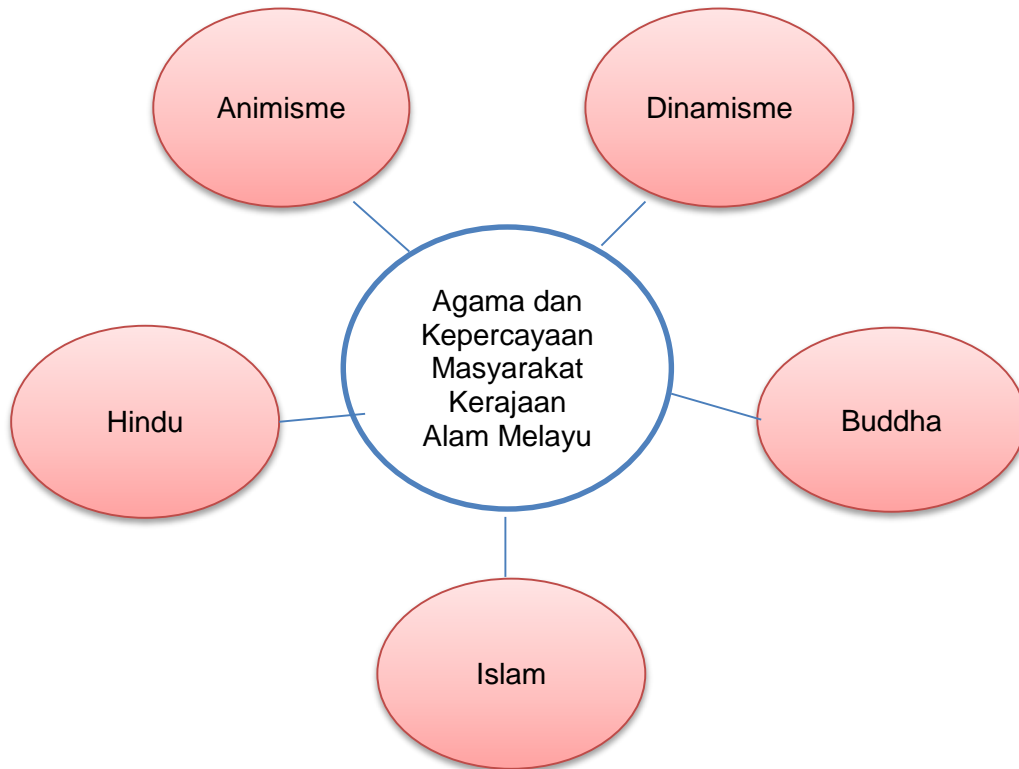 Animisme
Dinamisme
Agama dan
Kepercayaan
Masyarakat
Kerajaan
Alam Melayu
Hindu
Buddha
Islam